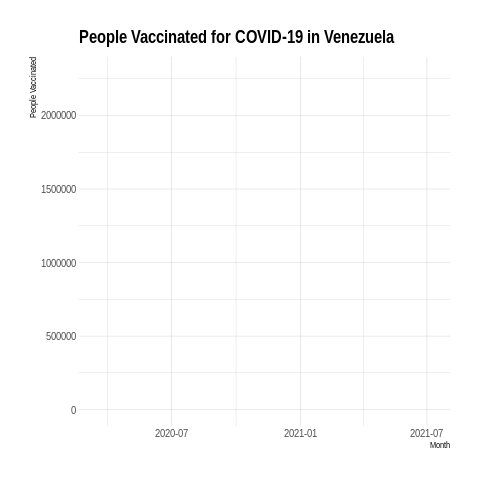 People Vaccinated for COVID-19 in Venezuela
People Vaccinated
2000000
1500000
1000000
500000
0
2020-07
2021-01
2021-07
Month